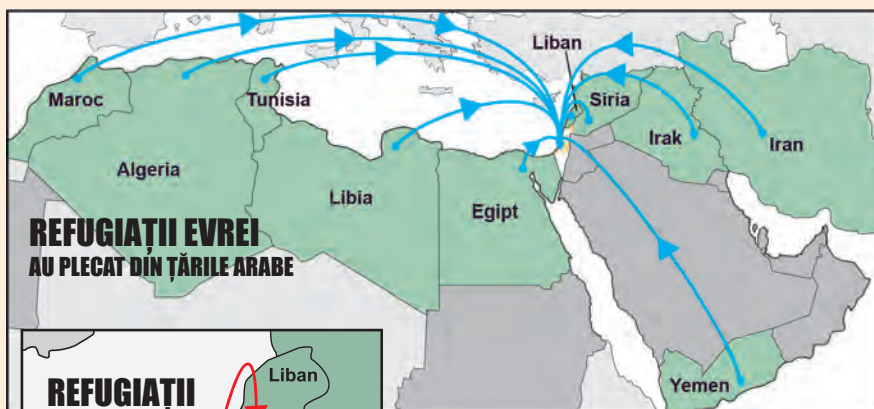 Liban
Maroc
Tunisia
Siria
Irak
Iran
Algeria
Libia
Egipt
REFUGIAȚII EVREI
AU PLECAT DIN ȚĂRILE ARABE
Yemen
Liban
REFUGIAȚII